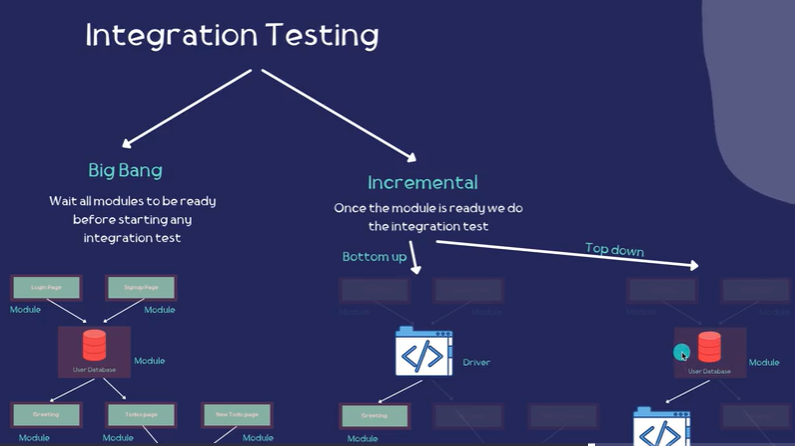 Integration Testing
Big Bang
Wait all modules to be ready
before starting any
integration test
Incremental
Once the module is ready we do
the integration test
Bottom up
Top down
Login Page
Signup Page
Module
Module
User Database
Module
Greeting
Todos page
New Todo page
Module
Module
Module
Driver
Greeting
Module
User Database
Module